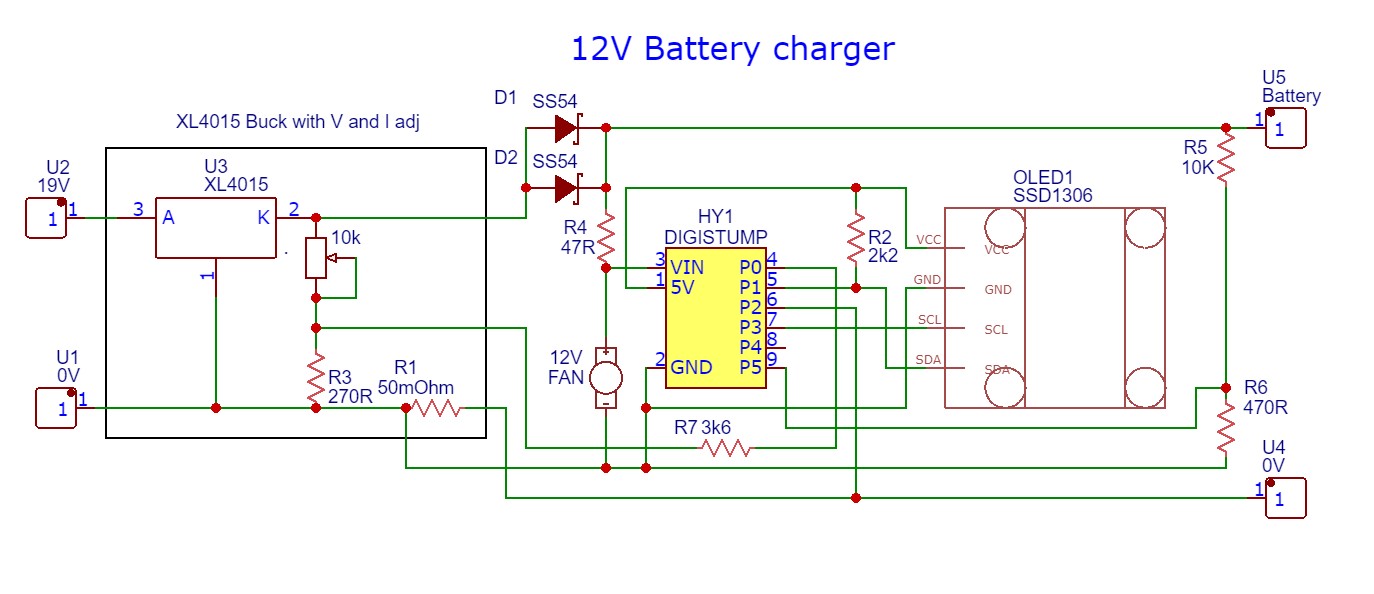 12V Battery charger
XL4015 Buck with V and I adj
U2
19V
1
1
U3
XL4015
3
A
K
2
1
.
10k
D1
SS54
D2
SS54
U5
Battery
1
1
R5
10K
R4
47R
HY1
DIGISTUMP
3
VIN
1
5V
2
GND
P0
4
P1
5
P2
6
P3
7
P4
8
P5
9
R2
2k2
OLED1
SSD1306
VCC
VCC
GND
GND
SCL
SCL
SDA
SDA
U1
0V
1
1
R3
270R
R1
50mOhm
12V
FAN
+
-
R7
3k6
R6
470R
U4
0V
1
1